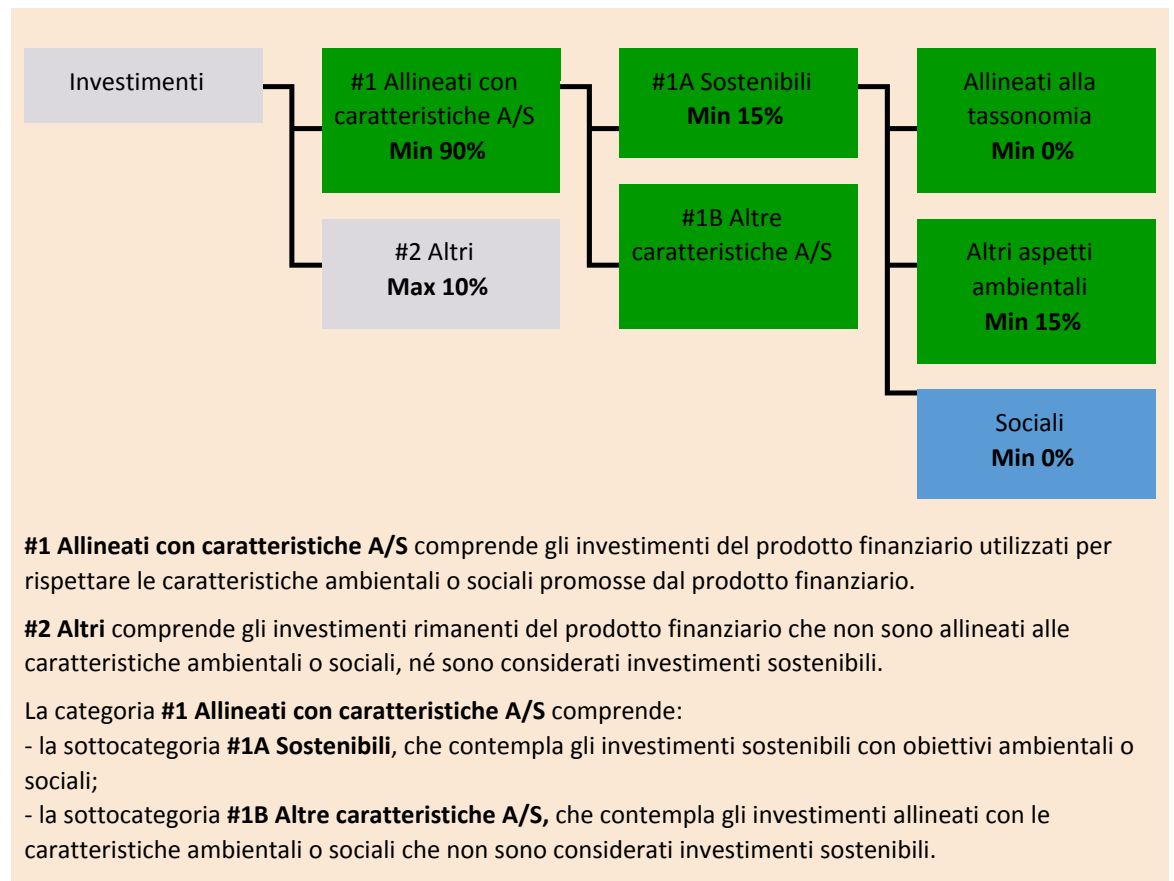 Investimenti
#1 Allineati con
caratteristiche A/S
Min 90%
#2 Altri
Max 10%
#1A Sostenibili
Min 15%
#1B Altre
caratteristiche A/S
Allineati alla
tassonomia
Min 0%
Altri aspetti
ambientali
Min 15%
Sociali
Min 0%
#1 Allineati con caratteristiche A/S comprende gli investimenti del prodotto finanziario utilizzati per
rispettare le caratteristiche ambientali o sociali promosse dal prodotto finanziario.
#2 Altri comprende gli investimenti rimanenti del prodotto finanziario che non sono allineati alle
caratteristiche ambientali o sociali, né sono considerati investimenti sostenibili.
La categoria #1 Allineati con caratteristiche A/S comprende:
- la sottocategoria #1A Sostenibili, che contempla gli investimenti sostenibili con obiettivi ambientali o
sociali;
- la sottocategoria #1B Altre caratteristiche A/S, che contempla gli investimenti allineati con le
caratteristiche ambientali o sociali che non sono considerati investimenti sostenibili.